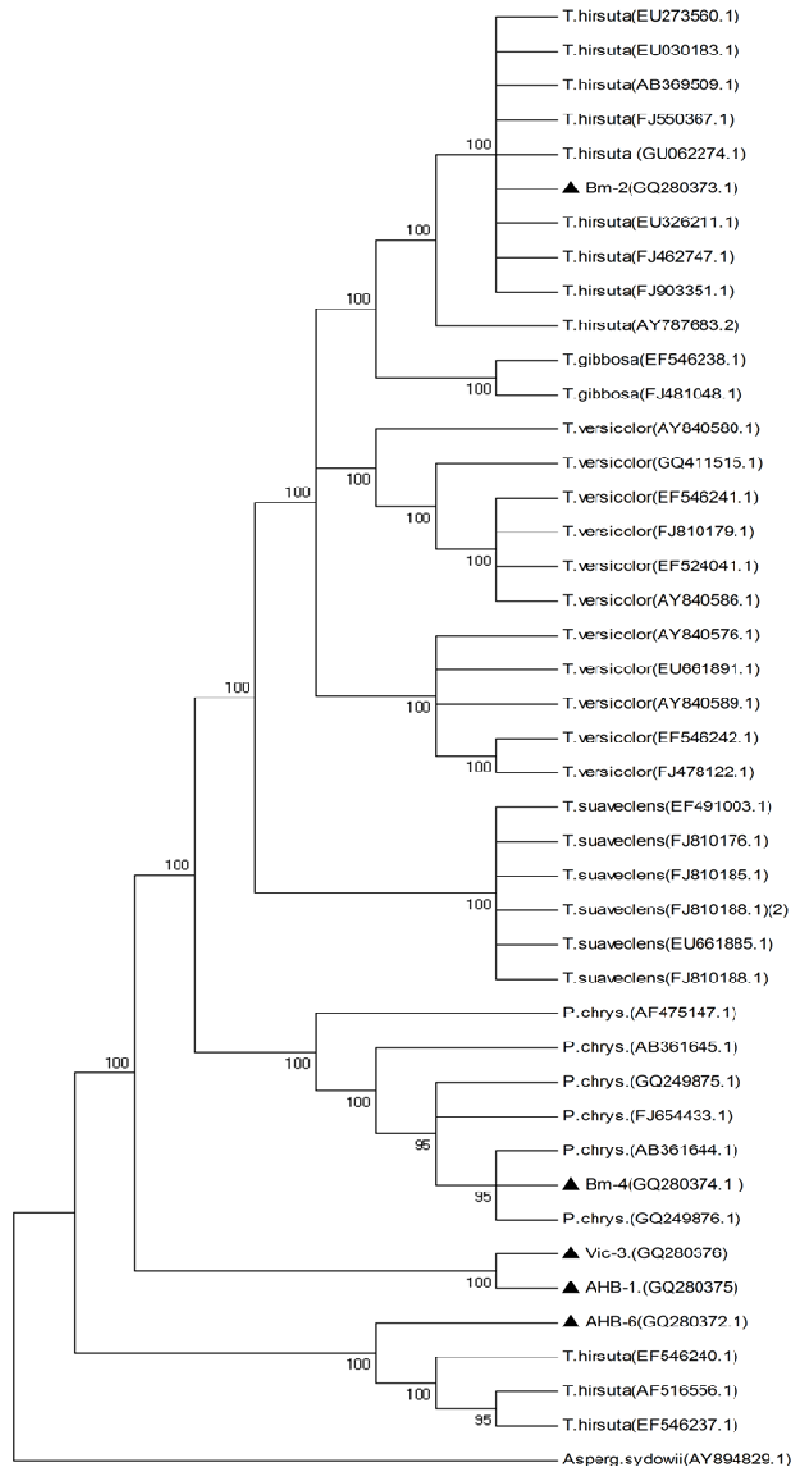 T.hirsuta(EU273560.1)
T.hirsuta(EU030183.1)
T.hirsuta(AB369509.1)
T.hirsuta(FJ550367.1)
100
T.hirsuta (GU062274.1)
▲ Bm-2(GQ280373.1)
T.hirsuta(EU326211.1)
100
T.hirsuta(FJ462747.1)
T.hirsuta(FJ903351.1)
100
T.hirsuta(AY787683.2)
T.gibbosa(EF546238.1)
100
T.gibbosa(FJ481048.1)
T.versicolor(AY840580.1)
T.versicolor(GQ411515.1)
100
100
T.versicolor(EF546241.1)
100
T.versicolor(FJ810179.1)
100
T.versicolor(EF524041.1)
T.versicolor(AY840586.1)
T.versicolor(AY840576.1)
T.versicolor(EU661891.1)
100
T.versicolor(AY840589.1)
100
T.versicolor(EF546242.1)
100
T.versicolor(FJ478122.1)
T.suaveolens(EF491003.1)
T.suaveolens(FJ810176.1)
100
T.suaveolens(FJ810185.1)
100
T.suaveolens(FJ810188.1)(2)
T.suaveolens(EU661885.1)
T.suaveolens(FJ810188.1)
P.chrys.(AF475147.1)
P.chrys.(AB361645.1)
100
100
P.chrys.(GQ249875.1)
100
P.chrys.(FJ654433.1)
95
P.chrys.(AB361644.1)
▲ Bm-4(GQ280374.1 )
95
P.chrys.(GQ249876.1)
▲ Vic-3.(GQ280376)
100
▲ AHB-1.(GQ280375)
▲ AHB-6(GQ280372.1)
100
T.hirsuta(EF546240.1)
100
T.hirsuta(AF516556.1)
95
T.hirsuta(EF546237.1)
Asperg.sydowii(AY894829.1)